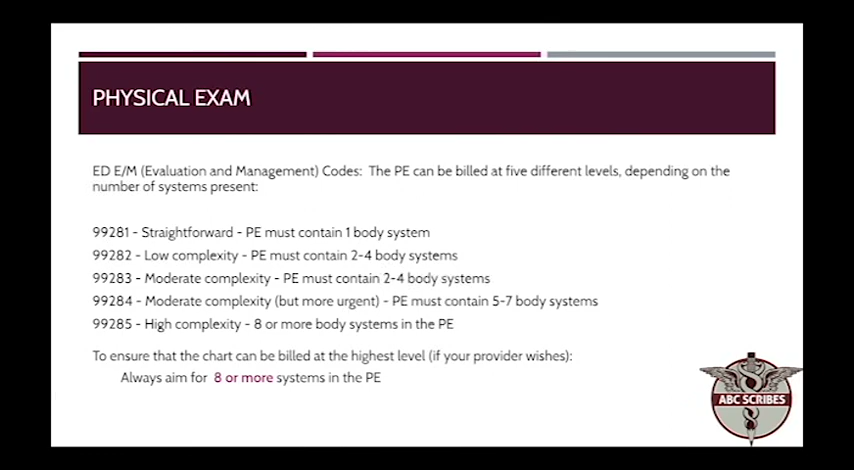 PHYSICAL EXAM
ED E/M (Evaluation and Management) Codes: The PE can be billed at five different levels, depending on the
number of systems present:
99281 - Straightforward - PE must contain 1 body system
99282 - Low complexity - PE must contain 2-4 body systems
99283 - Moderate complexity - PE must contain 2-4 body systems
99284 - Moderate complexity (but more urgent) - PE must contain 5-7 body systems
99285 - High complexity - 8 or more body systems in the PE
To ensure that the chart can be billed at the highest level (if your provider wishes):
Always aim for 8 or more systems in the PE
ABC SCRIBES